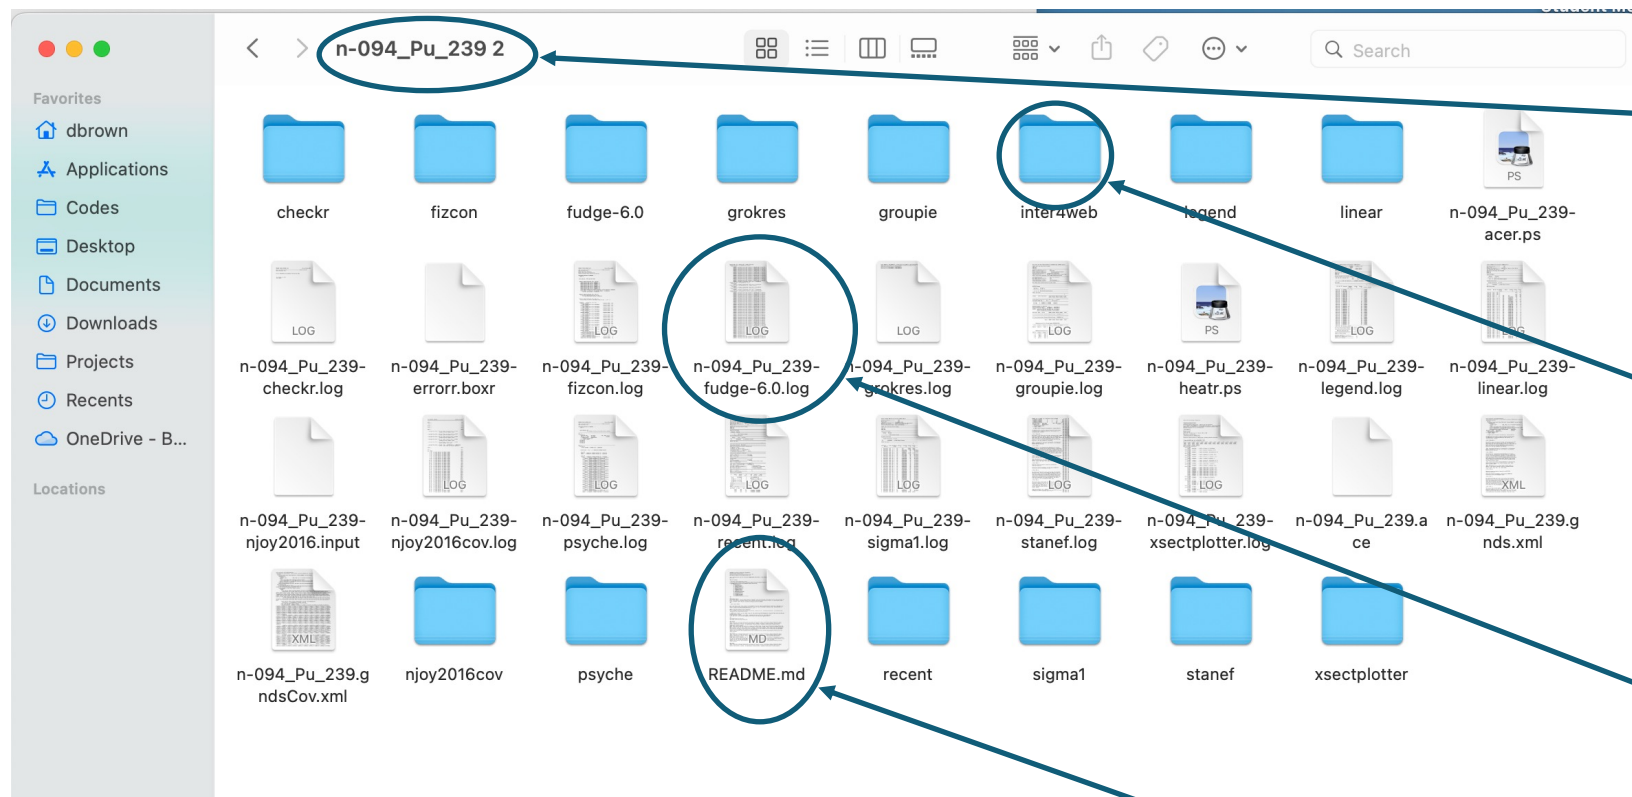 n-094_Pu_239 2
Search
Favorites
dbrown
Applications
Codes
Desktop
Documents
Downloads
Projects
Recents
OneDrive - B...
Locations
PS
checkr
fizcon
fudge-6.0
grokres
groupie
inter4web
legend
linear
n-094_Pu_239-
acer.ps
LOG
LOG
LOG
LOG
LOG
PS
LOG
LOG
n-094_Pu_239-
checkr.log
n-094_Pu_239-
errorr.boxr
n-094_Pu_239-
fizcon.log
n-094_Pu_239-
fudge-6.0.log
n-094_Pu_239-
grokres.log
n-094_Pu_239-
groupie.log
n-094_Pu_239-
heatr.ps
n-094_Pu_239-
legend.log
n-094_Pu_239-
linear.log
LOG
LOG
LOG
LOG
LOG
LOG
XML
n-094_Pu_239-
njoy2016.input
n-094_Pu_239-
njoy2016cov.log
n-094_Pu_239-
psyche.log
n-094_Pu_239-
recent.log
n-094_Pu_239-
sigma1.log
n-094_Pu_239-
stanef.log
n-094_Pu_239-
xsectplotter.log
n-094_Pu_239.a
ce
n-094_Pu_239.g
nds.xml
XML
MD
n-094_Pu_239.g
ndsCov.xml
njoy2016cov
psyche
README.md
recent
sigma1
stanef
xsectplotter